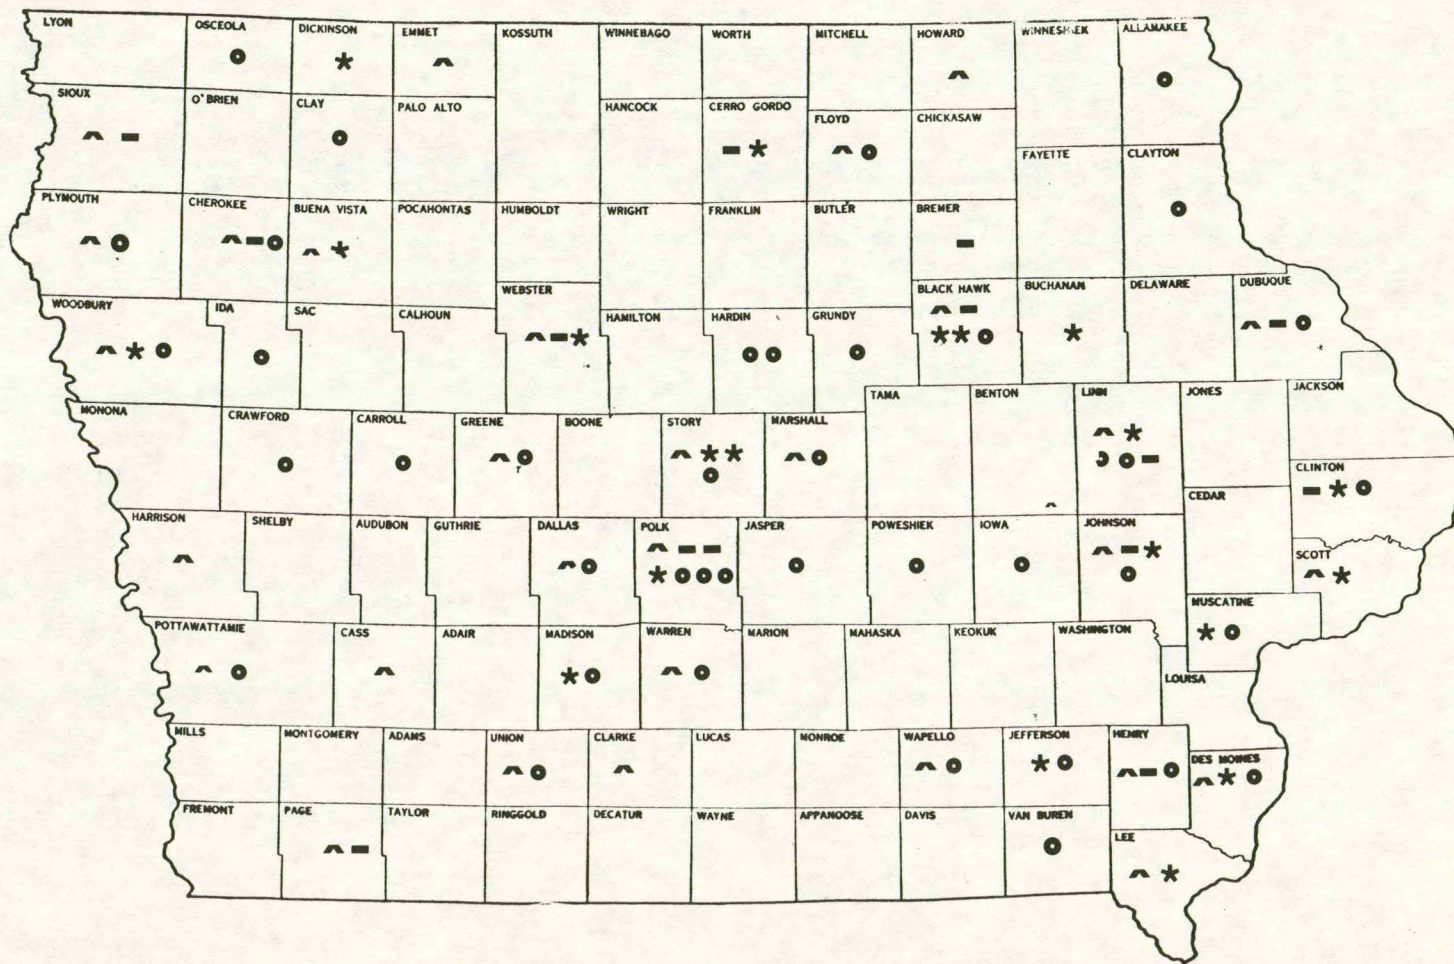 LYON OSCEOLA DICKINSON EMMET KOSSUTH WINNEBAGO WORTH MITCHELL HOWARD WINNESHIEK ALLAMAKEE
SIOUX O'BRIEN CLAY PALO ALTO HANCOCK CERRO GORDO FLOYD CHICKASAW
FAYETTE CLAYTON
PLYMOUTH CHEROKEE BUENA VISTA POCAHONTAS HUMBOLDT WRIGHT FRANKLIN BUTLER BREMER
WEBSTER BLACK HAWK BUCHANAN DELAWARE DUBUQUE
WOODBURY IDA SAC CALHOUN HAMILTON HARDIN GRUNDY
TAMA BENTON LINN JONES JACKSON
MONONA CRAWFORD CARROLL GREENE BOONE STORY MARSHALL
CLINTON
CEDAR
HARRISON SHELBY AUDUBON GUTHRIE DALLAS POLK JASPER POWESHIEK IOWA JOHNSON
SCOTT
MUSCATINE
POTTAWATTAMIE CASS ADAIR MADISON WARREN MARION MAHASKA KEOKUK WASHINGTON
LOUISA
MILLS MONTGOMERY ADAMS UNION CLARKE LUCAS MONROE WAPELLO JEFFERSON HENRY
DES MOINES
FREMONT PAGE TAYLOR RINGGOLD DECATUR WAYNE APPANOOSE DAVIS VAN BUREN
LEE